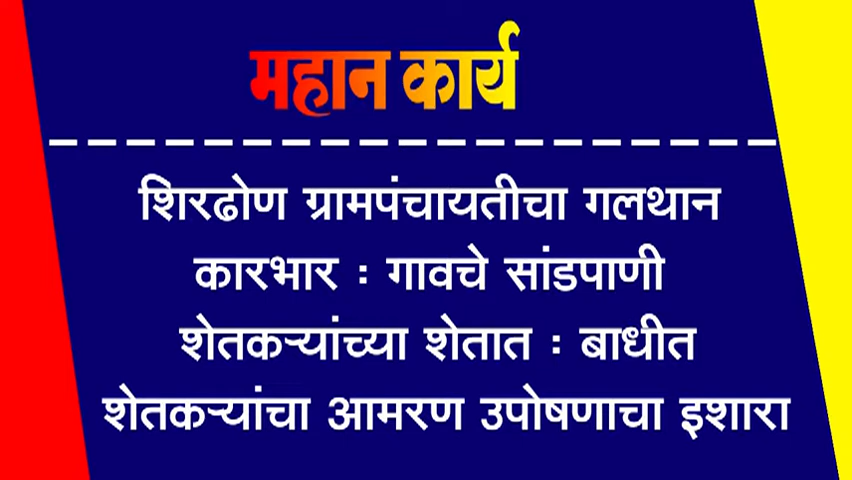 महान कार्य
शिरढोण ग्रामपंचायतीचा गलथान
कारभार : गावचे सांडपाणी
शेतकऱ्यांच्या शेतात : बाधीत
शेतकऱ्यांचा आमरण उपोषणाचा इशारा